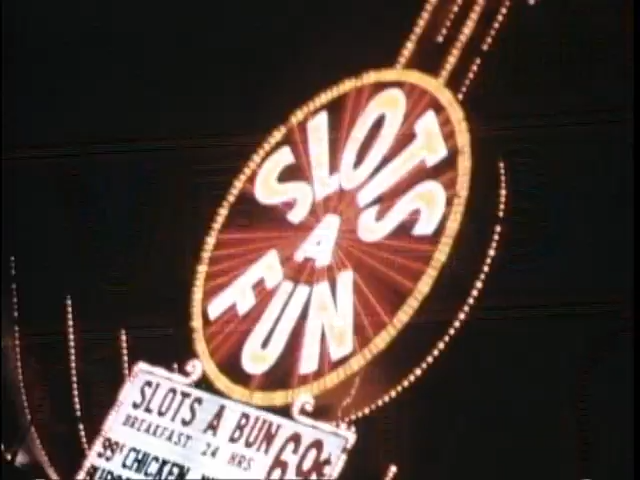 SLOTS
A
FUN
SLOTS A BUN 69¢
BREAKFAST 24 HRS
99¢ CHICKEN